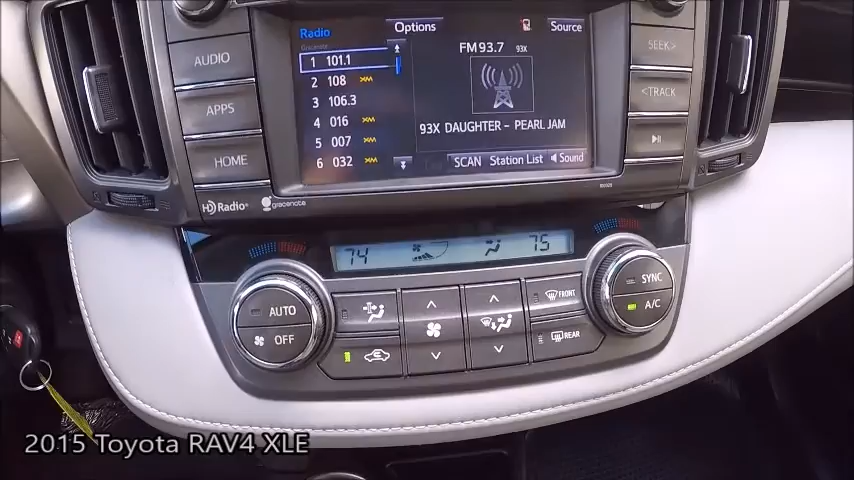 Radio
Gracenote
Options
Source
1 101.1
2 108
3 106.3
4 016
5 007
6 032
FM 93.7 93X
93X DAUGHTER - PEARL JAM
SCAN Station List Sound
AUDIO
APPS
HOME
SEEK>
<TRACK
HD Radio
gracenote
74
75
AUTO
OFF
FRONT
REAR
SYNC
A/C
2015 Toyota RAV4 XLE